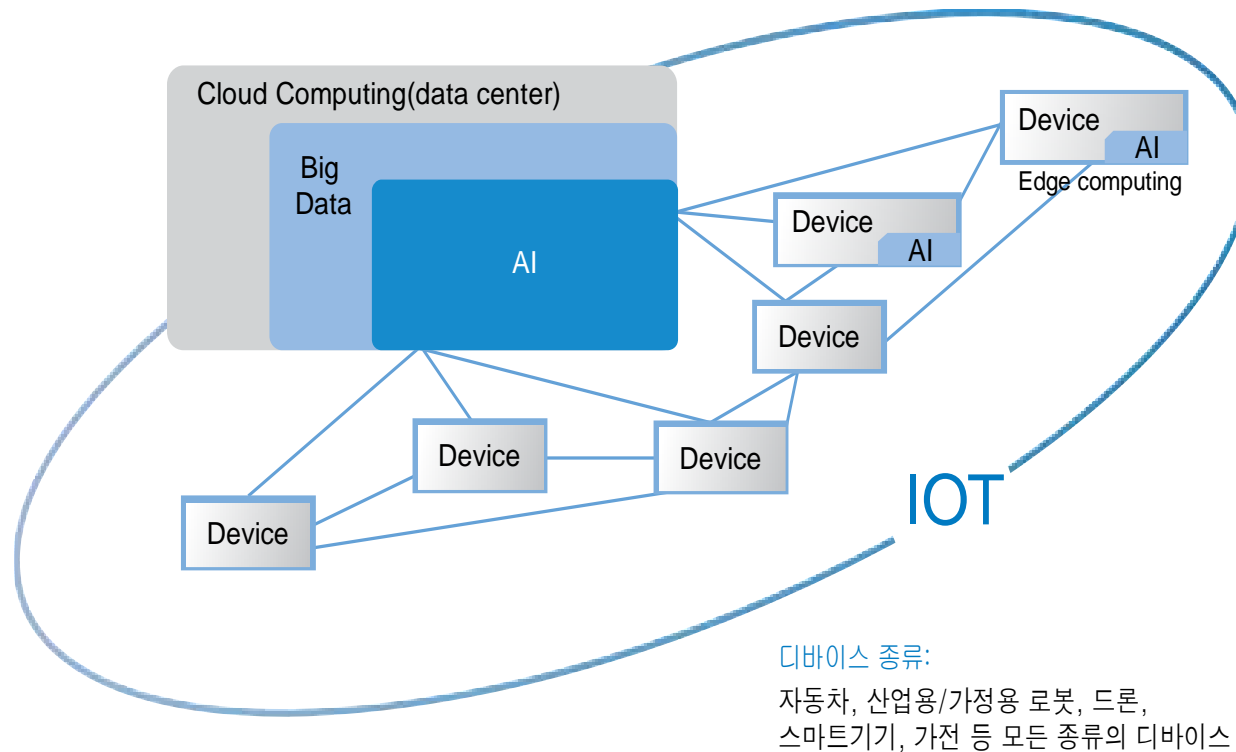 Cloud Computing(data center)
Big
Data
AI
Device
AI
Edge computing
Device
AI
Device
Device
Device
Device
IOT
디바이스 종류:
자동차, 산업용/가정용 로봇, 드론,
스마트기기, 가전 등 모든 종류의 디바이스